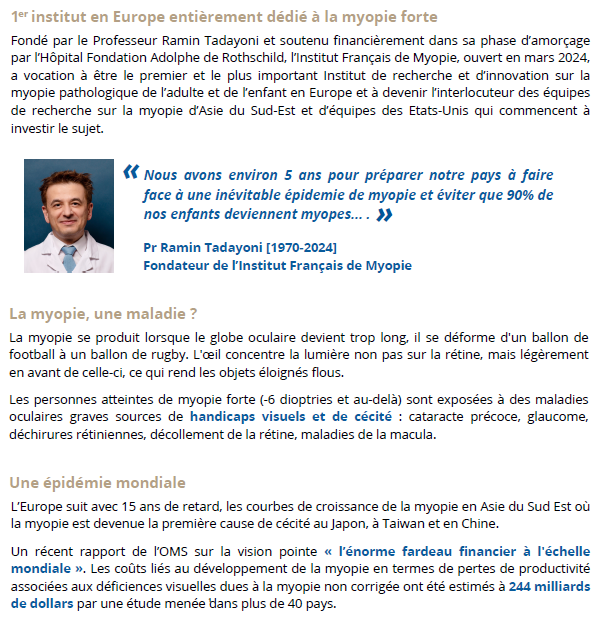 1er institut en Europe entièrement dédié à la myopie forte
Fondé par le Professeur Ramin Tadayoni et soutenu financièrement dans sa phase d’amorçage
par l’Hôpital Fondation Adolphe de Rothschild, l’Institut Français de Myopie, ouvert en mars 2024,
a vocation à être le premier et le plus important Institut de recherche et d’innovation sur la
myopie pathologique de l’adulte et de l’enfant en Europe et à devenir l’interlocuteur des équipes
de recherche sur la myopie d’Asie du Sud-Est et d’équipes des Etats-Unis qui commencent à
investir le sujet.
« Nous avons environ 5 ans pour préparer notre pays à faire
face à une inévitable épidemie de myopie et éviter que 90% de
nos enfants deviennent myopes... . »
Pr Ramin Tadayoni [1970-2024]
Fondateur de l’Institut Français de Myopie
La myopie, une maladie ?
La myopie se produit lorsque le globe oculaire devient trop long, il se déforme d'un ballon de
football à un ballon de rugby. L'œil concentre la lumière non pas sur la rétine, mais légèrement
en avant de celle-ci, ce qui rend les objets éloignés flous.
Les personnes atteintes de myopie forte (-6 dioptries et au-delà) sont exposées à des maladies
oculaires graves sources de handicaps visuels et de cécité : cataracte précoce, glaucome,
déchirures rétiniennes, décollement de la rétine, maladies de la macula.
Une épidémie mondiale
L’Europe suit avec 15 ans de retard, les courbes de croissance de la myopie en Asie du Sud Est où
la myopie est devenue la première cause de cécité au Japon, à Taiwan et en Chine.
Un récent rapport de l’OMS sur la vision pointe « l’énorme fardeau financier à l'échelle
mondiale ». Les coûts liés au développement de la myopie en termes de pertes de productivité
associées aux déficiences visuelles dues à la myopie non corrigée ont été estimés à 244 milliards
de dollars par une étude menée dans plus de 40 pays.